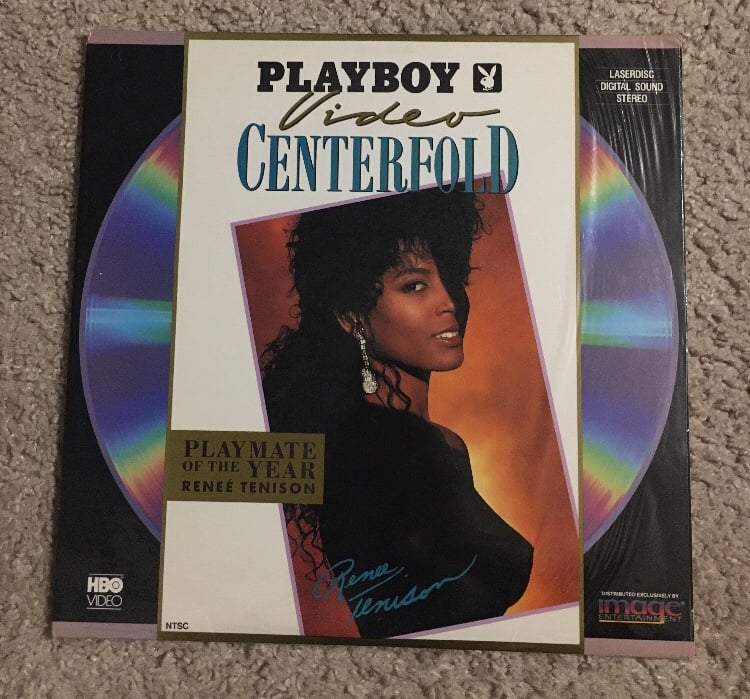 PLAYBOY
Video
CENTERFOLD
LASERDISC
DIGITAL SOUND
STEREO
PLAYMATE
OF THE YEAR
RENEÉ TENISON
Renee
Tenison
HBO
VIDEO
NTSC
DISTRIBUTED EXCLUSIVELY BY
image
ENTERTAINMENT